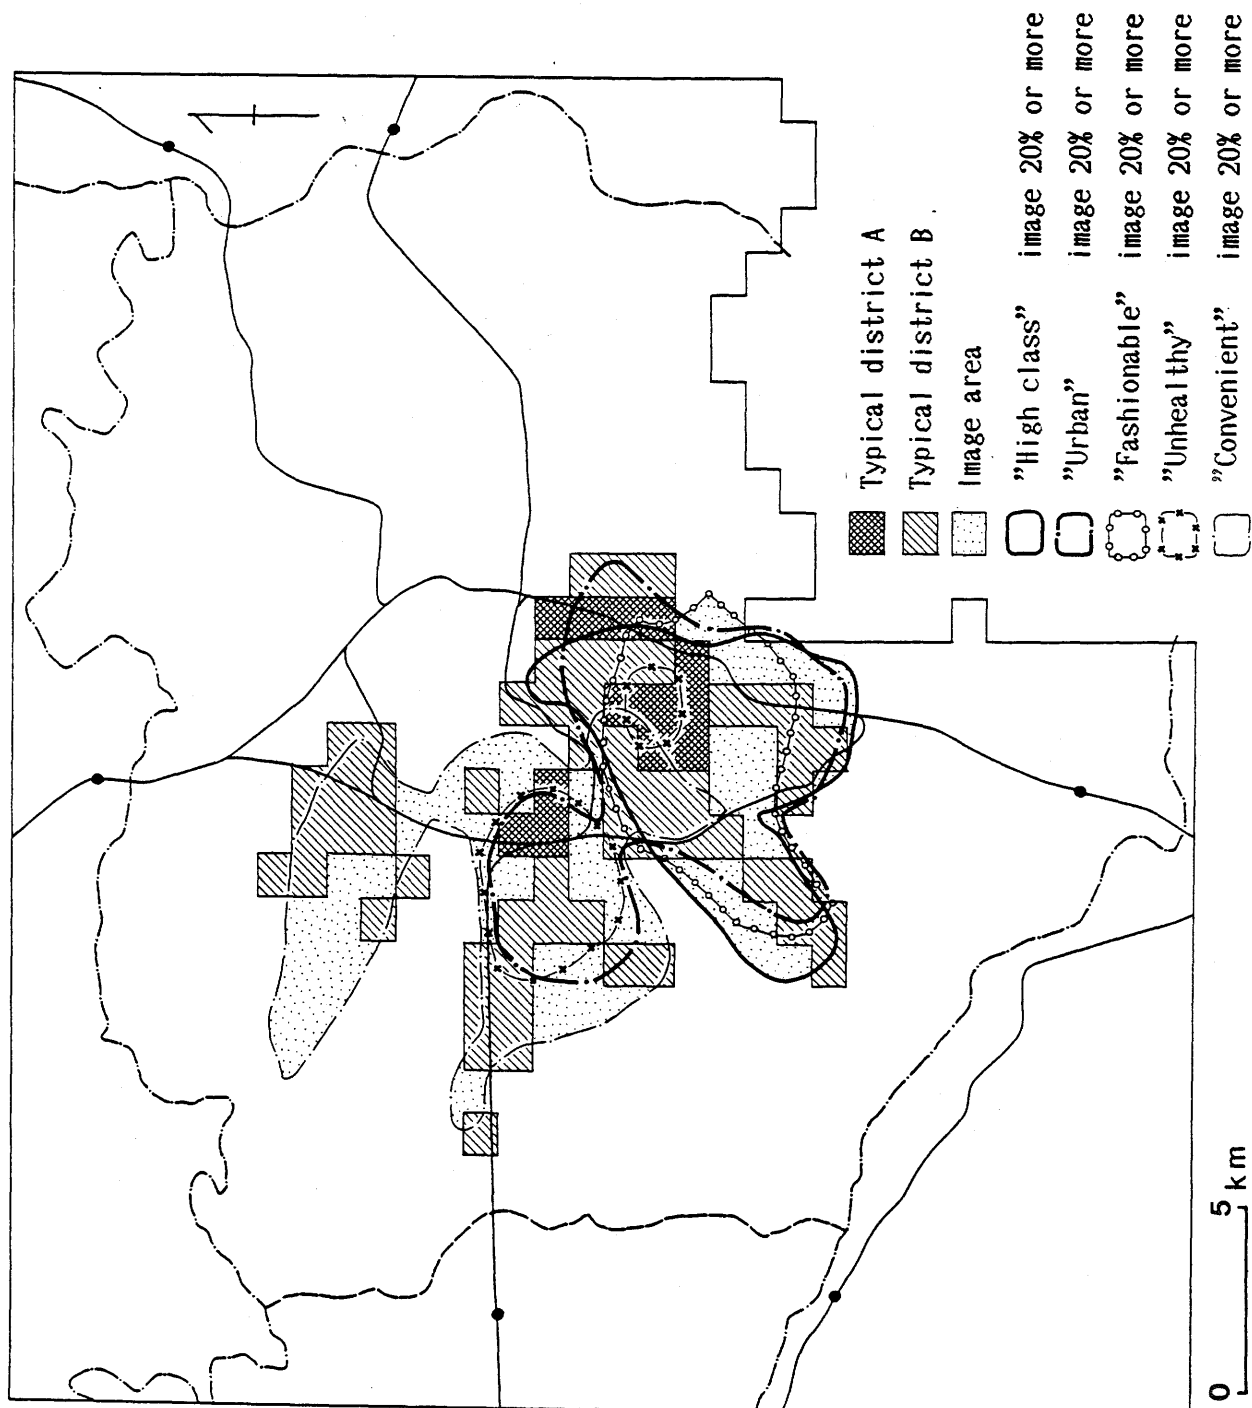 Typical district A
Typical district B
Image area
"High class" image 20% or more
"Urban" image 20% or more
"Fashionable" image 20% or more
"Unhealthy" image 20% or more
"Convenient" image 20% or more
0 5 km